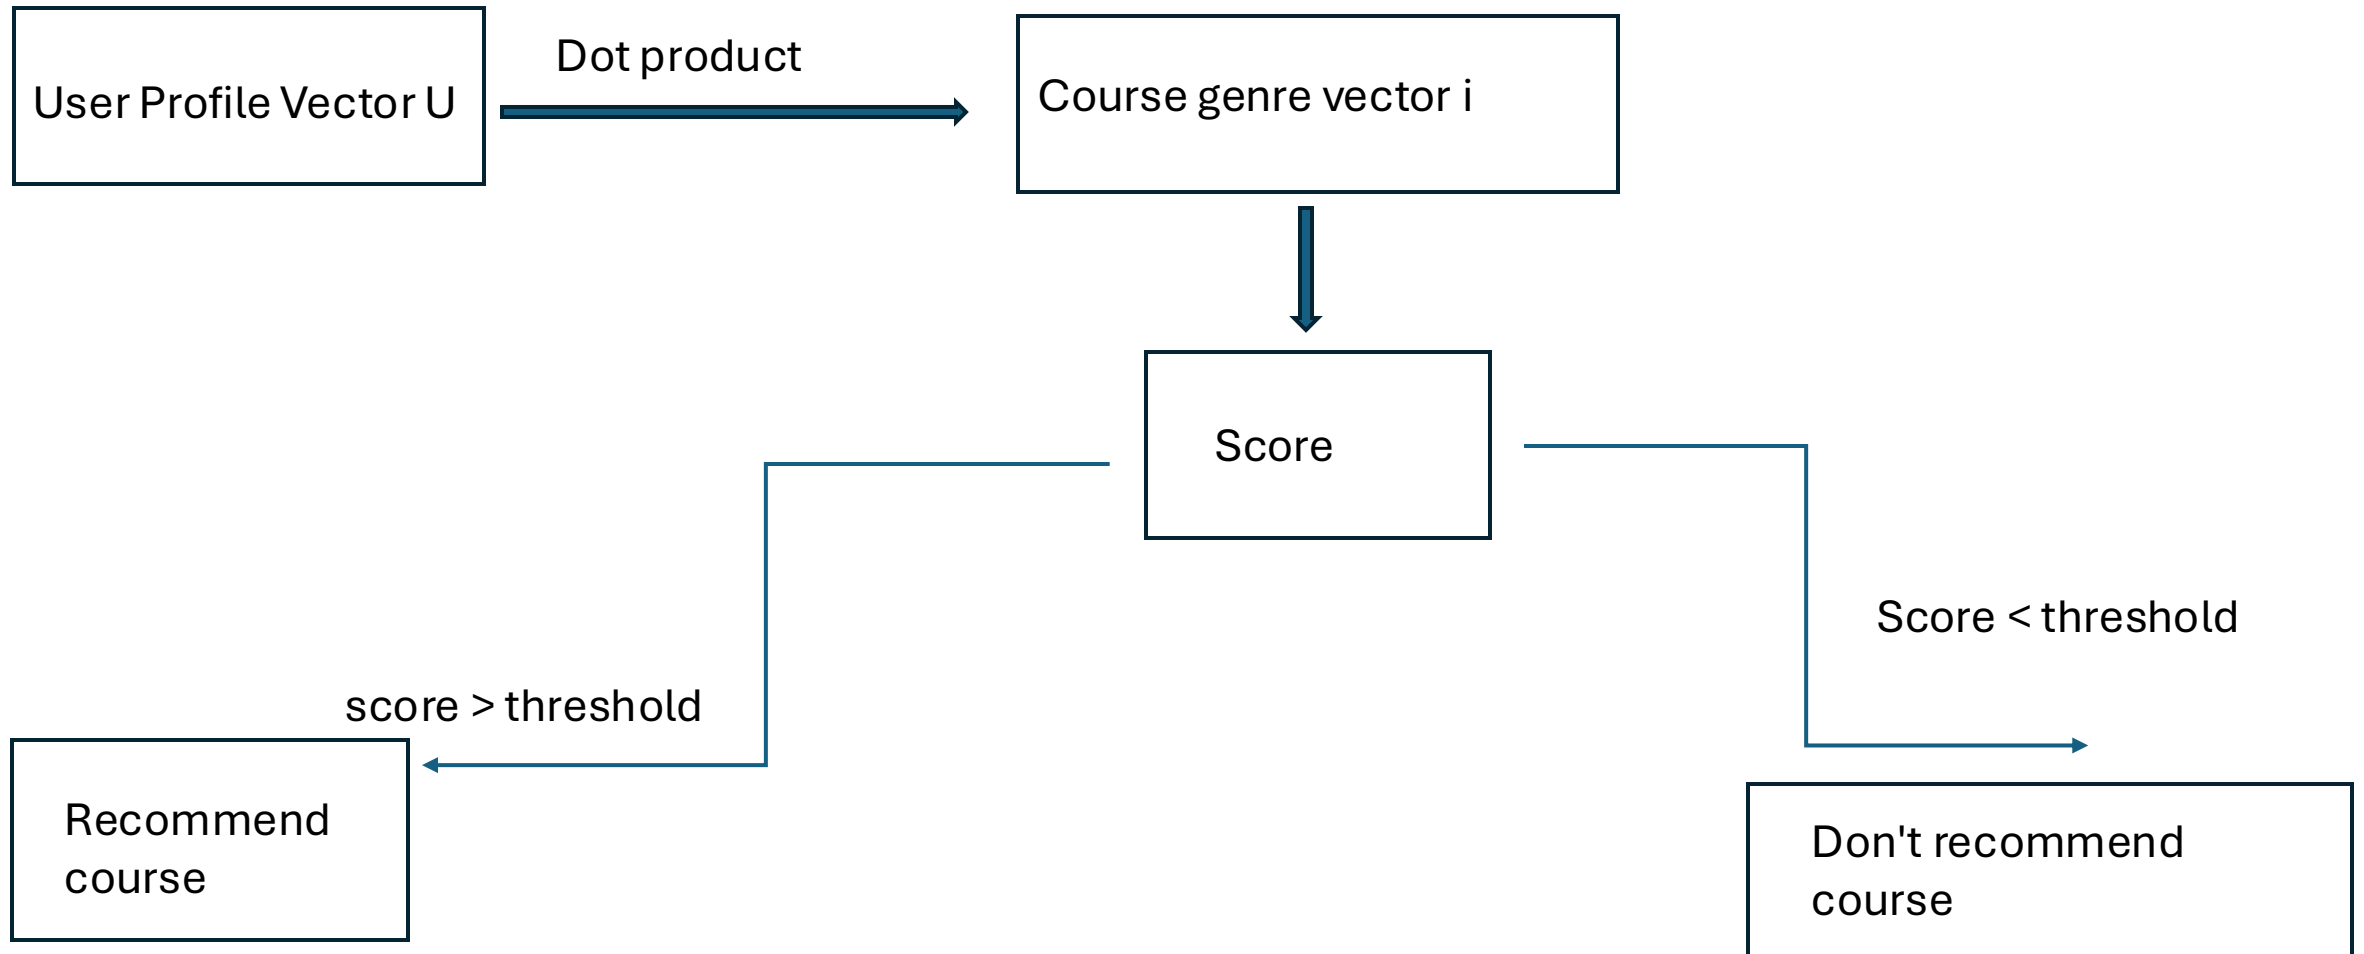 User Profile Vector U
Dot product
Course genre vector i
Score
Score < threshold
score > threshold
Recommend
course
Don't recommend
course